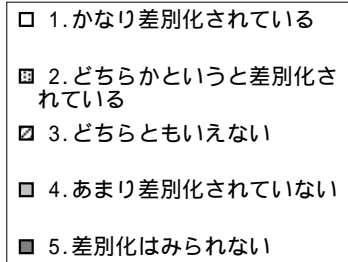 1.かなり差別化されている
2.どちらかというと差別化さ
れている
3.どちらともいえない
4.あまり差別化されていない
5.差別化はみられない